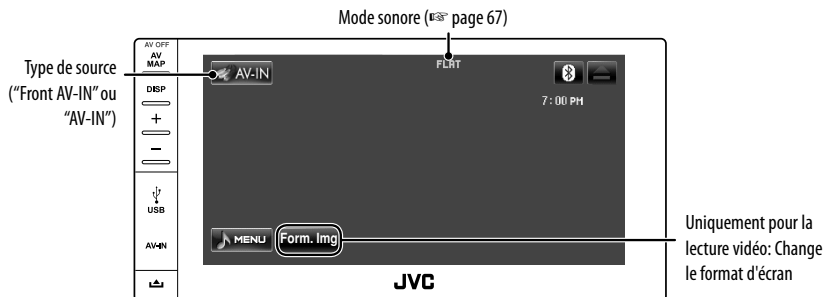 Mode sonore (☞ page 67)
Type de source
("Front AV-IN" ou
"AV-IN")
AV OFF
AV
MAP
DISP
+
–
USB
AV-IN
AV-IN
FLAT
7:00 PM
MENU
Form. Img
JVC
Uniquement pour la
lecture vidéo: Change
le format d'écran